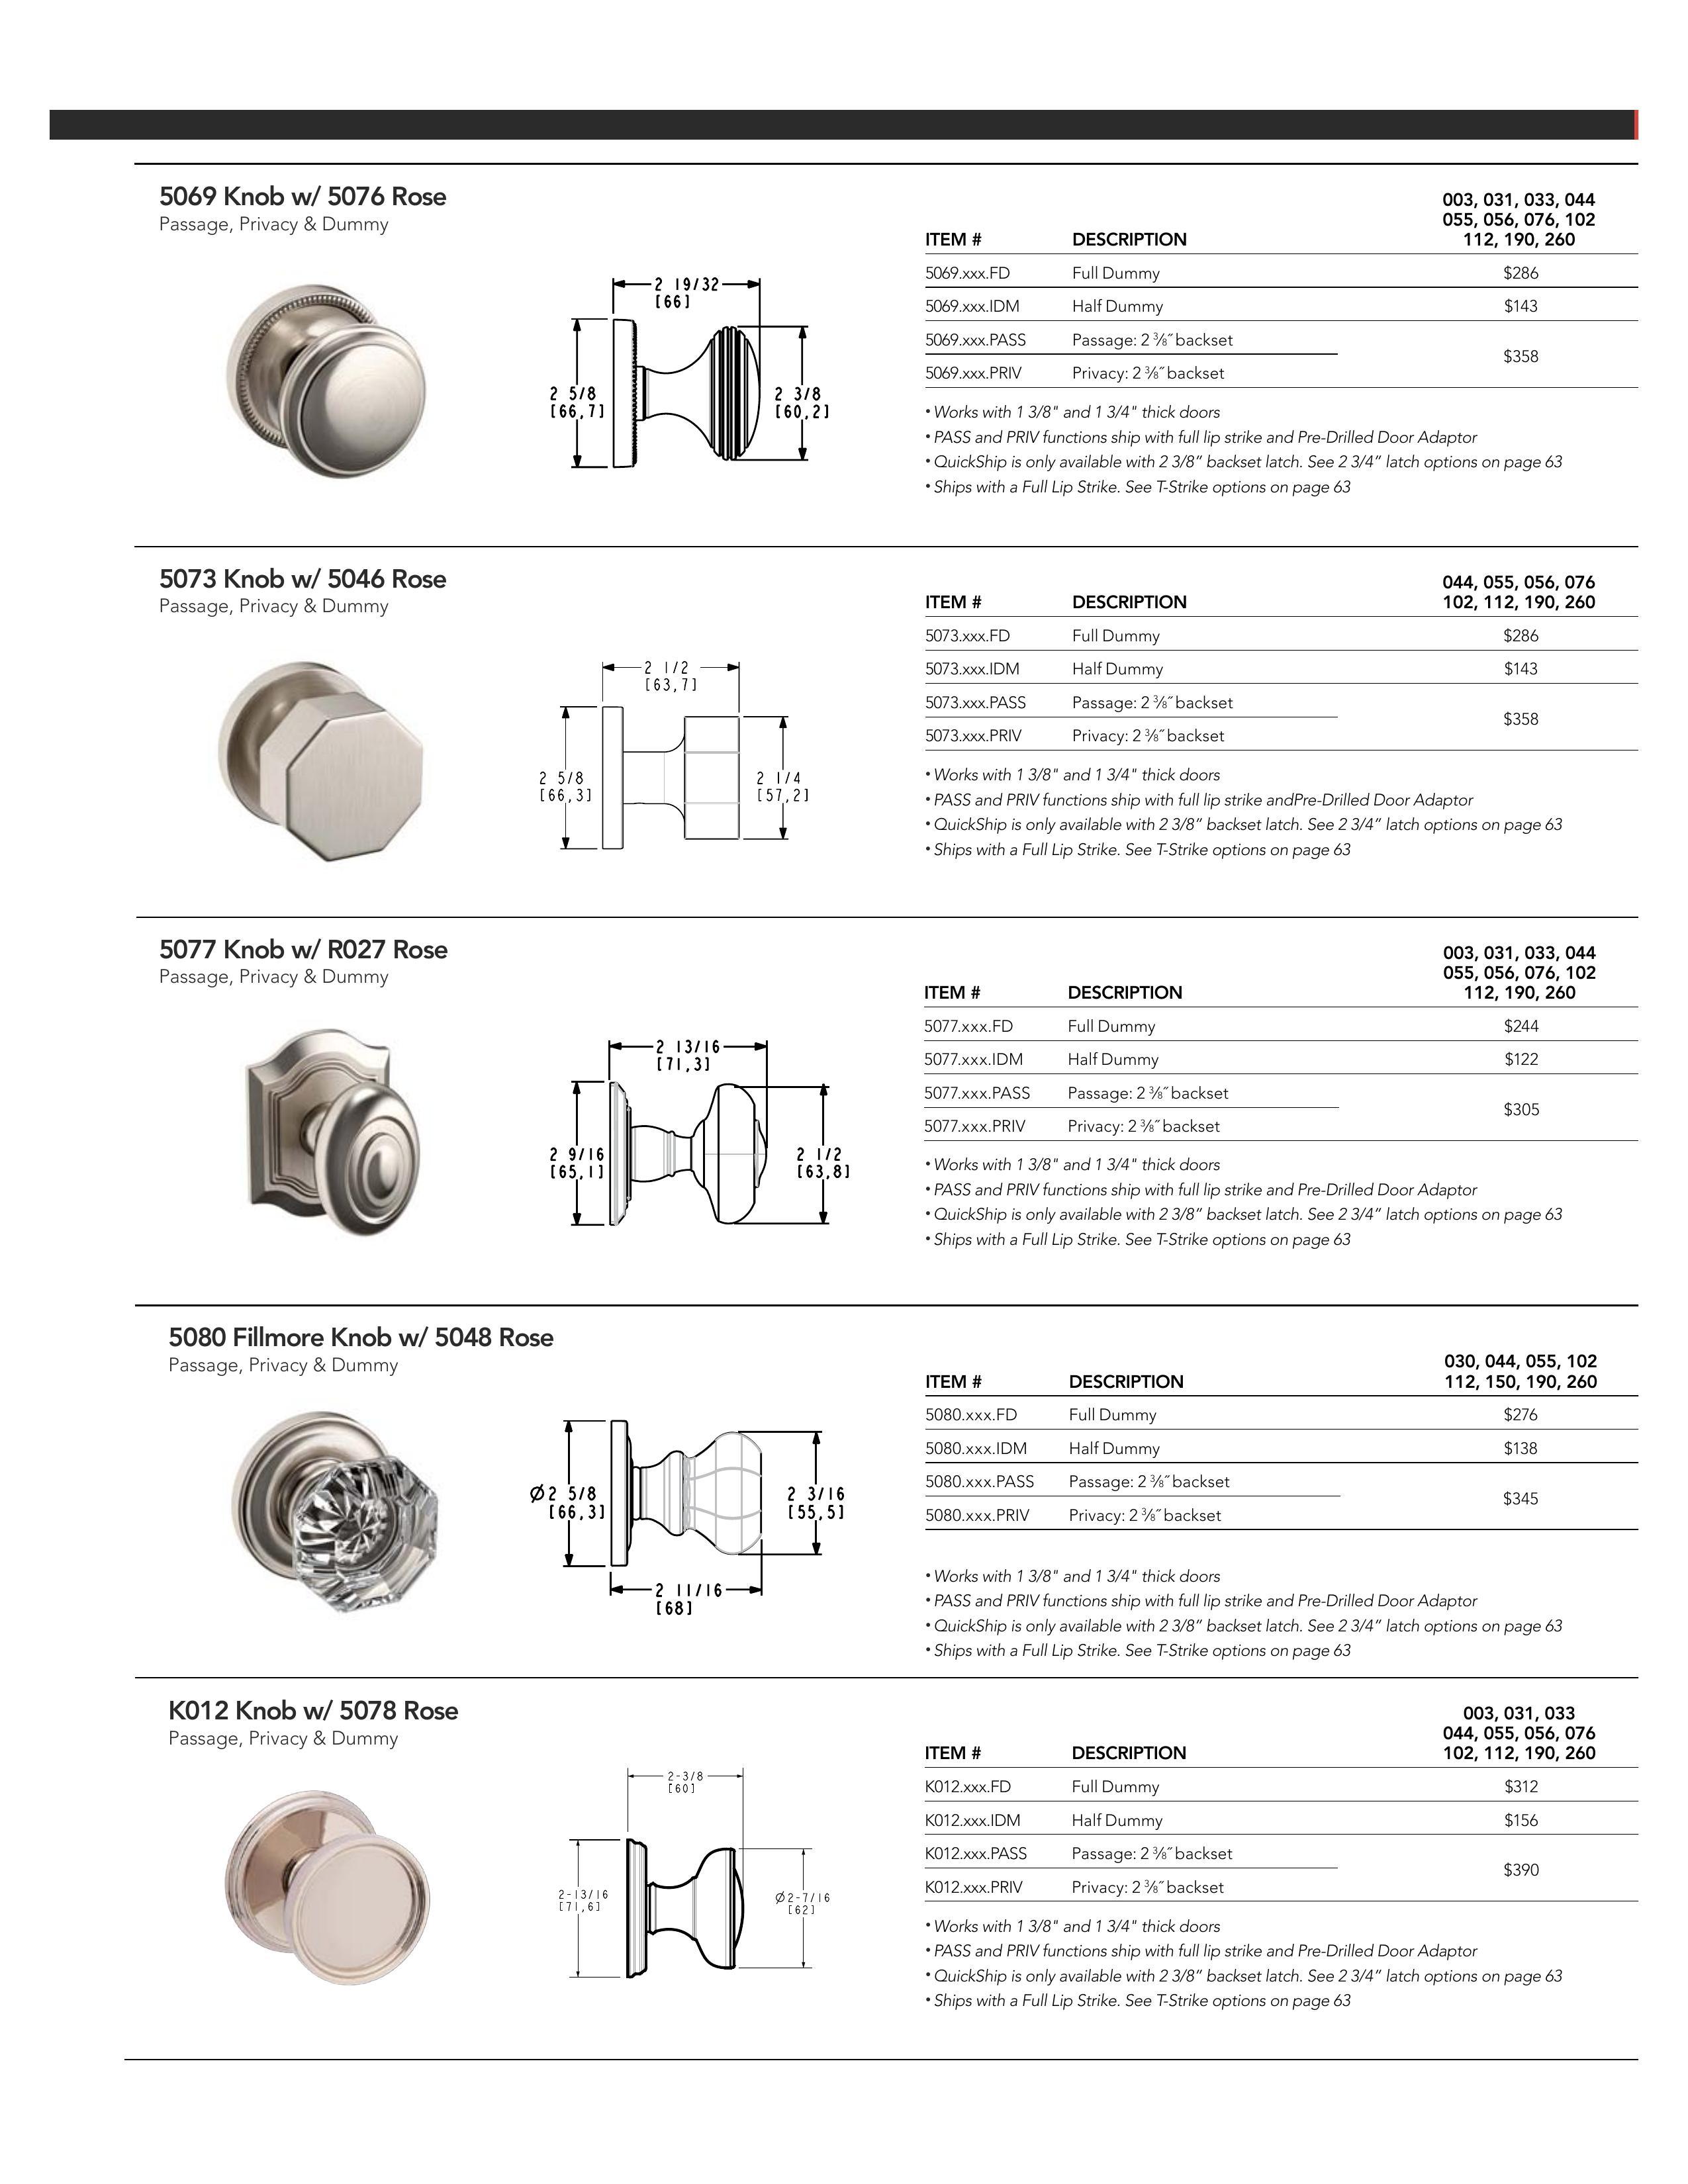 5069 Knob w/ 5076 Rose
Passage, Privacy & Dummy
2 19/32
[66]
2 5/8
[66,7]
2 3/8
[60,2]
003, 031, 033, 044
055, 056, 076, 102
ITEM # DESCRIPTION 112, 190, 260
5069.xxx.FD Full Dummy $286
5069.xxx.IDM Half Dummy $143
5069.xxx.PASS Passage: 2 ⅜˝ backset
$358
5069.xxx.PRIV Privacy: 2 ⅜˝ backset
• Works with 1 3/8" and 1 3/4" thick doors
• PASS and PRIV functions ship with full lip strike and Pre-Drilled Door Adaptor
• QuickShip is only available with 2 3/8” backset latch. See 2 3/4” latch options on page 63
• Ships with a Full Lip Strike. See T-Strike options on page 63
5073 Knob w/ 5046 Rose
Passage, Privacy & Dummy
2 1/2
[63,7]
2 5/8
[66,3]
2 1/4
[57,2]
044, 055, 056, 076
ITEM # DESCRIPTION 102, 112, 190, 260
5073.xxx.FD Full Dummy $286
5073.xxx.IDM Half Dummy $143
5073.xxx.PASS Passage: 2 ⅜˝ backset
$358
5073.xxx.PRIV Privacy: 2 ⅜˝ backset
• Works with 1 3/8" and 1 3/4" thick doors
• PASS and PRIV functions ship with full lip strike andPre-Drilled Door Adaptor
• QuickShip is only available with 2 3/8” backset latch. See 2 3/4” latch options on page 63
• Ships with a Full Lip Strike. See T-Strike options on page 63
5077 Knob w/ R027 Rose
Passage, Privacy & Dummy
2 13/16
[71,3]
2 9/16
[65,1]
2 1/2
[63,8]
003, 031, 033, 044
055, 056, 076, 102
ITEM # DESCRIPTION 112, 190, 260
5077.xxx.FD Full Dummy $244
5077.xxx.IDM Half Dummy $122
5077.xxx.PASS Passage: 2 ⅜˝ backset
$305
5077.xxx.PRIV Privacy: 2 ⅜˝ backset
• Works with 1 3/8" and 1 3/4" thick doors
• PASS and PRIV functions ship with full lip strike and Pre-Drilled Door Adaptor
• QuickShip is only available with 2 3/8” backset latch. See 2 3/4” latch options on page 63
• Ships with a Full Lip Strike. See T-Strike options on page 63
5080 Fillmore Knob w/ 5048 Rose
Passage, Privacy & Dummy
Ø2 5/8
[66,3]
2 3/16
[55,5]
2 11/16
[68]
030, 044, 055, 102
ITEM # DESCRIPTION 112, 150, 190, 260
5080.xxx.FD Full Dummy $276
5080.xxx.IDM Half Dummy $138
5080.xxx.PASS Passage: 2 ⅜˝ backset
$345
5080.xxx.PRIV Privacy: 2 ⅜˝ backset
• Works with 1 3/8" and 1 3/4" thick doors
• PASS and PRIV functions ship with full lip strike and Pre-Drilled Door Adaptor
• QuickShip is only available with 2 3/8” backset latch. See 2 3/4” latch options on page 63
• Ships with a Full Lip Strike. See T-Strike options on page 63
K012 Knob w/ 5078 Rose
Passage, Privacy & Dummy
2-3/8
[60]
2-13/16
[71,6]
Ø2-7/16
[62]
003, 031, 033
044, 055, 056, 076
ITEM # DESCRIPTION 102, 112, 190, 260
K012.xxx.FD Full Dummy $312
K012.xxx.IDM Half Dummy $156
K012.xxx.PASS Passage: 2 ⅜˝ backset
$390
K012.xxx.PRIV Privacy: 2 ⅜˝ backset
• Works with 1 3/8" and 1 3/4" thick doors
• PASS and PRIV functions ship with full lip strike and Pre-Drilled Door Adaptor
• QuickShip is only available with 2 3/8” backset latch. See 2 3/4” latch options on page 63
• Ships with a Full Lip Strike. See T-Strike options on page 63